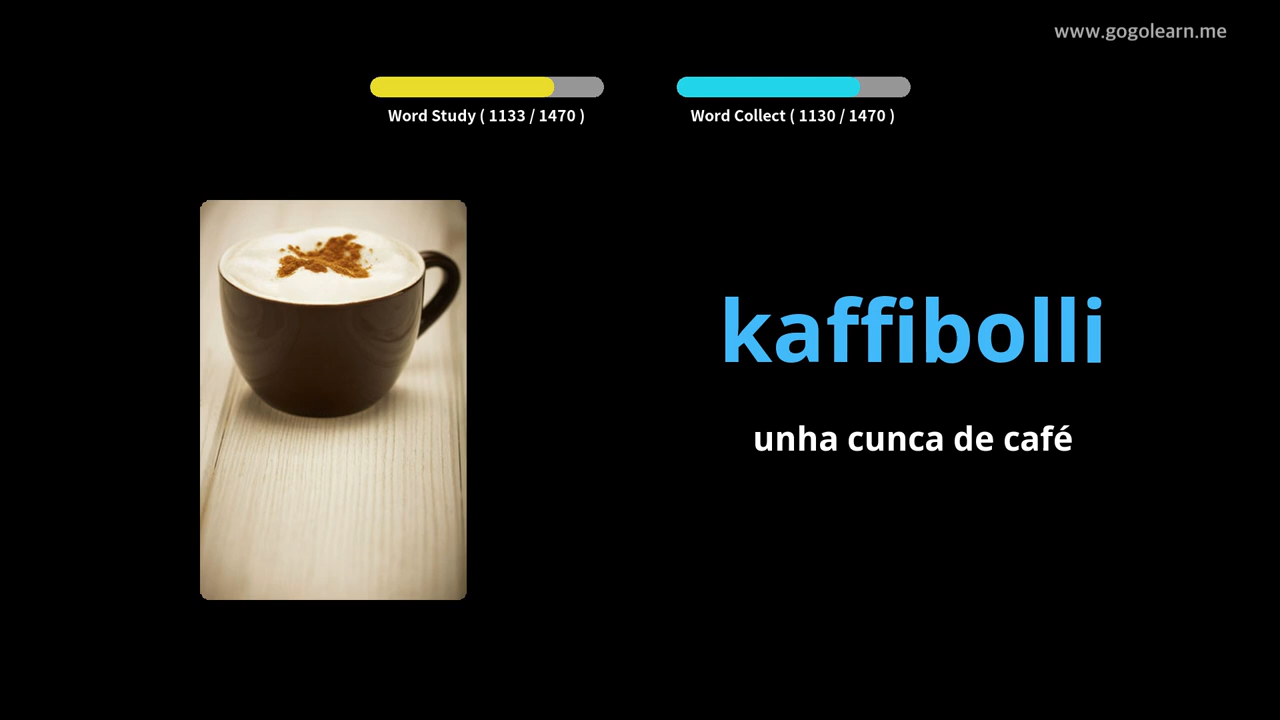 www.gogolearn.me
Word Study ( 1133 / 1470 )
Word Collect ( 1130 / 1470 )
kaffibolli
unha cunca de café